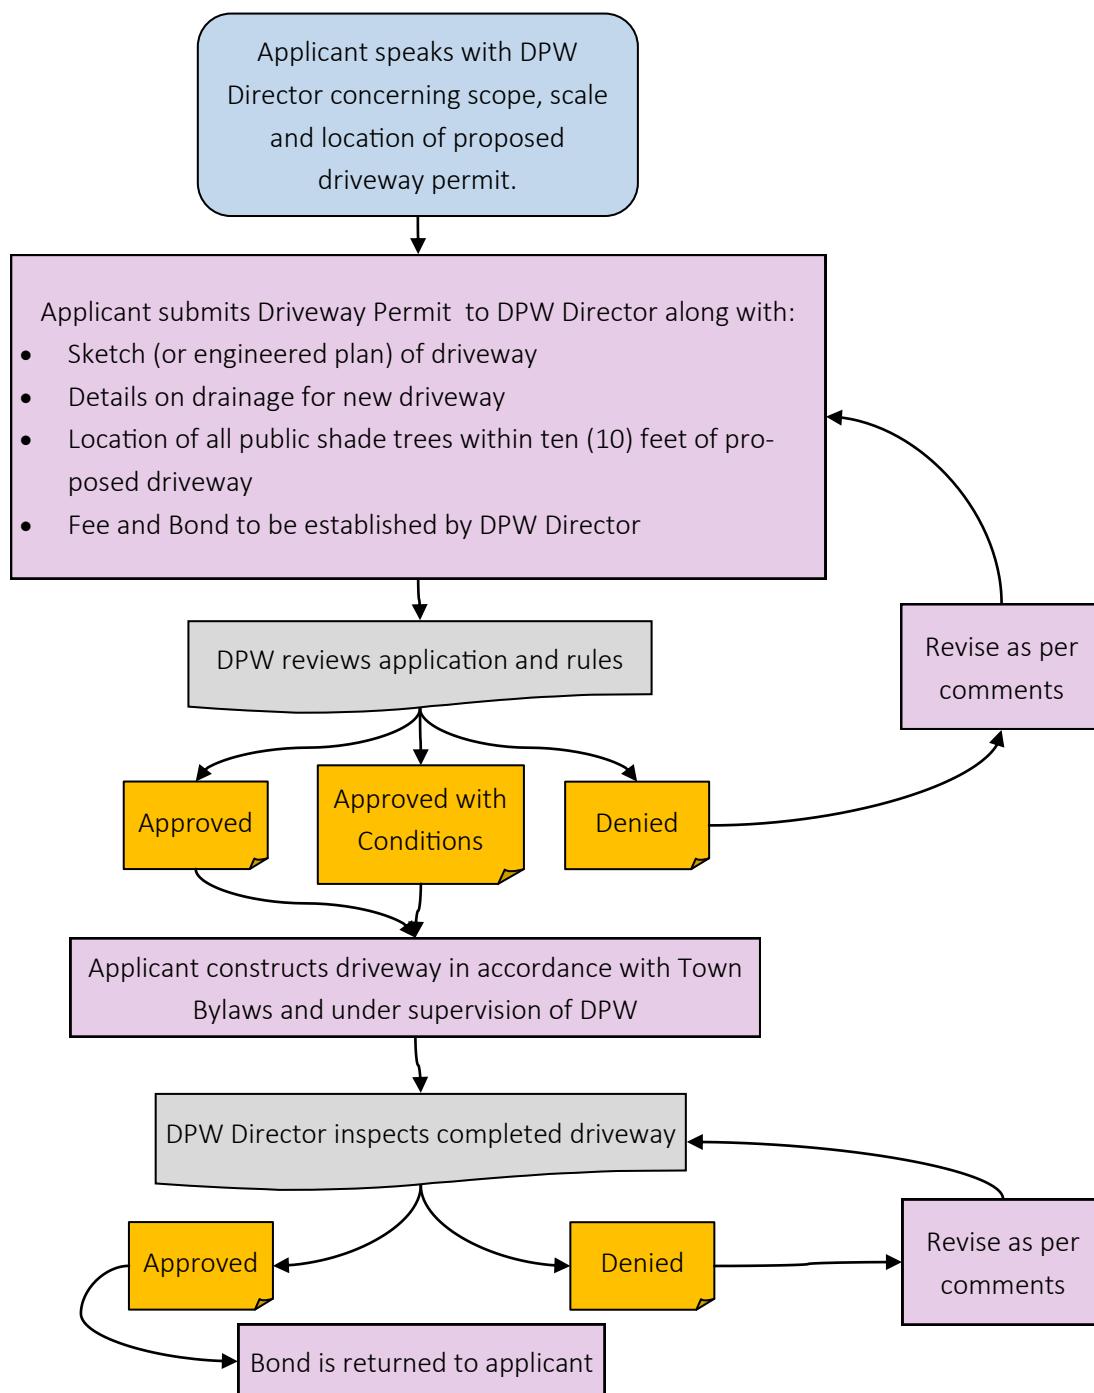 Applicant speaks with DPW
Director concerning scope, scale
and location of proposed
driveway permit.
Applicant submits Driveway Permit  to DPW Director along with:
• Sketch (or engineered plan) of driveway
• Details on drainage for new driveway
• Location of all public shade trees within ten (10) feet of pro-
posed driveway
• Fee and Bond to be established by DPW Director
DPW reviews application and rules
Revise as per
comments
Approved
Approved with
Conditions
Denied
Applicant constructs driveway in accordance with Town
Bylaws and under supervision of DPW
DPW Director inspects completed driveway
Approved
Denied
Revise as per
comments
Bond is returned to applicant